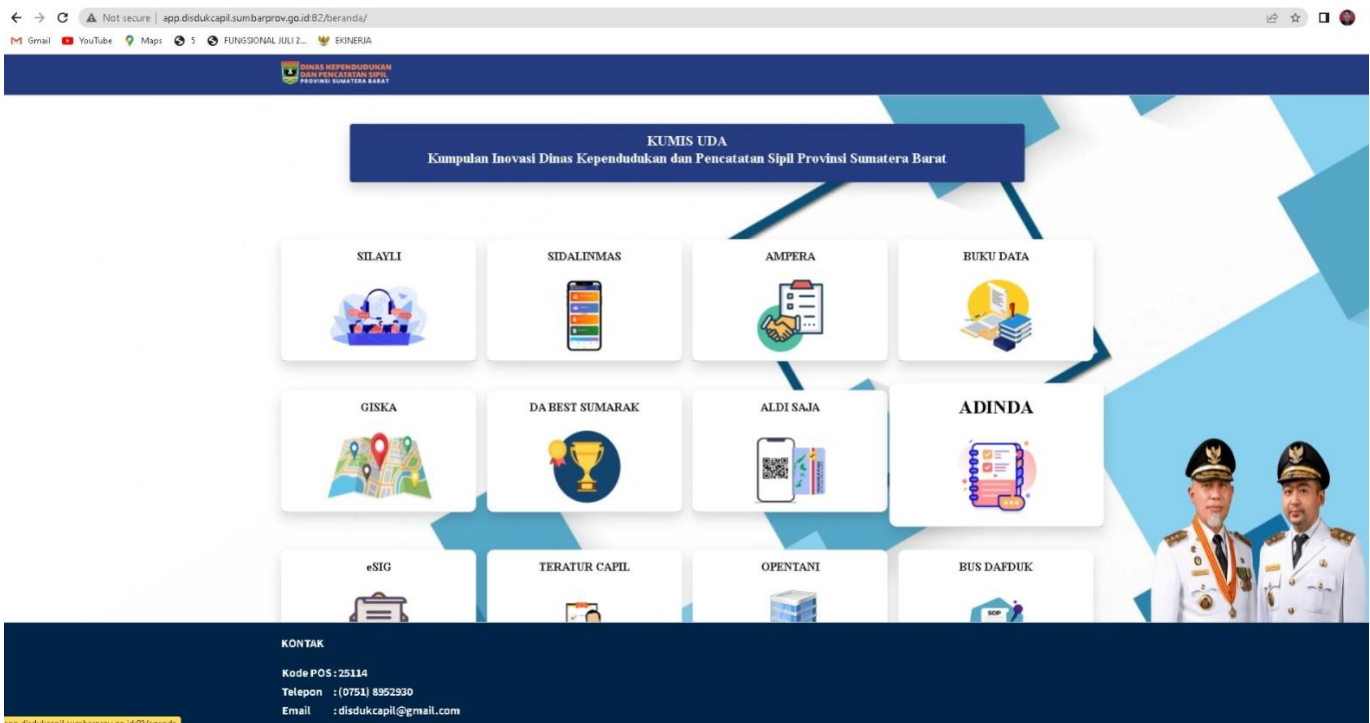 Not secure | app.disdukcapil.sumbarprov.go.id:82/beranda/
Gmail YouTube Maps 5 FUNGSIONAL JULI 2... EKINERJA
DINAS KEPENDUDUKAN
DAN PENCATATAN SIPIL
PROVINSI SUMATERA BARAT
KUMIS UDA
Kumpulan Inovasi Dinas Kependudukan dan Pencatatan Sipil Provinsi Sumatera Barat
SILAYLI SIDALINMAS AMPERA BUKU DATA
GISKA DA BEST SUMARAK ALDI SAJA ADINDA
eSIG TERATUR CAPIL OPENTANI BUS DAFDUK
SOP
KONTAK
Kode POS : 25114
Telepon : (0751) 8952930
Email : disdukcapil@gmail.com